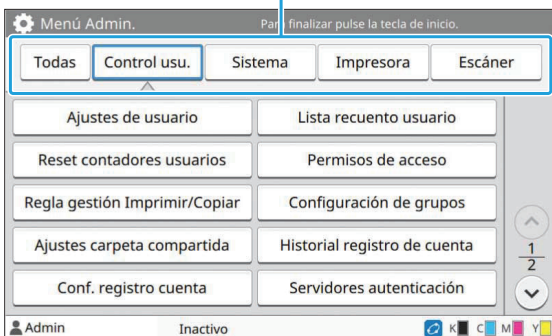 Menú Admin. Para finalizar pulse la tecla de inicio.
Todas Control usu. Sistema Impresora Escáner
Ajustes de usuario Lista recuento usuario
Reset contadores usuarios Permisos de acceso
Regla gestión Imprimir/Copiar Configuración de grupos
Ajustes carpeta compartida Historial registro de cuenta
1
2
Conf. registro cuenta Servidores autenticación
Admin Inactivo K C M Y